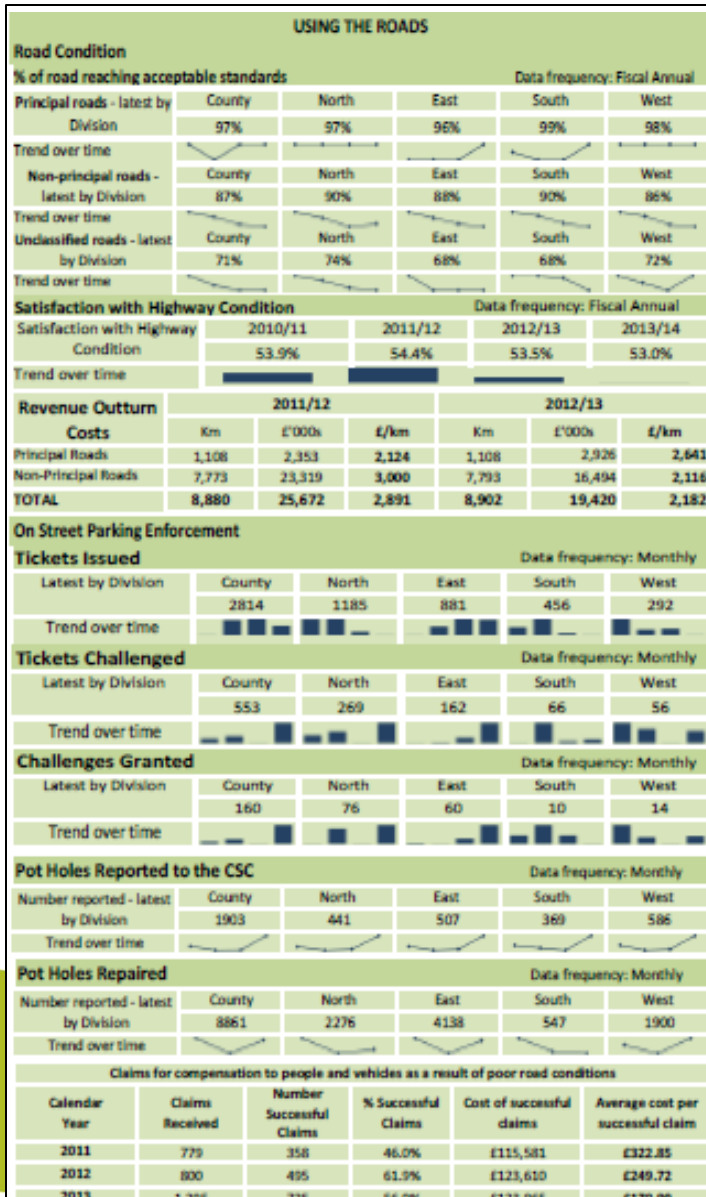 USING THE ROADS
Road Condition
% of road reaching acceptable standards Data frequency: Fiscal Annual
Principal roads - latest by Division County North East South West
97% 97% 96% 99% 98%
Trend over time
Non-principal roads - latest by Division County North East South West
87% 90% 88% 90% 86%
Trend over time
Unclassified roads - latest by Division County North East South West
71% 74% 68% 68% 72%
Trend over time
Satisfaction with Highway Condition Data frequency: Fiscal Annual
Satisfaction with Highway Condition 2010/11 2011/12 2012/13 2013/14
53.9% 54.4% 53.5% 53.0%
Trend over time
Revenue Outturn Costs 2011/12 2012/13
Km £'000s £/km Km £'000s £/km
Principal Roads 1,108 2,353 2,124 1,108 2,926 2,641
Non-Principal Roads 7,773 23,319 3,000 7,793 16,494 2,116
TOTAL 8,880 25,672 2,891 8,902 19,420 2,182
On Street Parking Enforcement
Tickets Issued Data frequency: Monthly
Latest by Division County North East South West
2814 1185 881 456 292
Trend over time
Tickets Challenged Data frequency: Monthly
Latest by Division County North East South West
553 269 162 66 56
Trend over time
Challenges Granted Data frequency: Monthly
Latest by Division County North East South West
160 76 60 10 14
Trend over time
Pot Holes Reported to the CSC Data frequency: Monthly
Number reported - latest by Division County North East South West
1903 441 507 369 586
Trend over time
Pot Holes Repaired Data frequency: Monthly
Number reported - latest by Division County North East South West
8861 2276 4138 547 1900
Trend over time
Claims for compensation to people and vehicles as a result of poor road conditions
Calendar Year Claims Received Number Successful Claims % Successful Claims Cost of successful claims Average cost per successful claim
2011 779 358 46.0% £115,581 £322.85
2012 800 495 61.9% £123,610 £249.72
2013